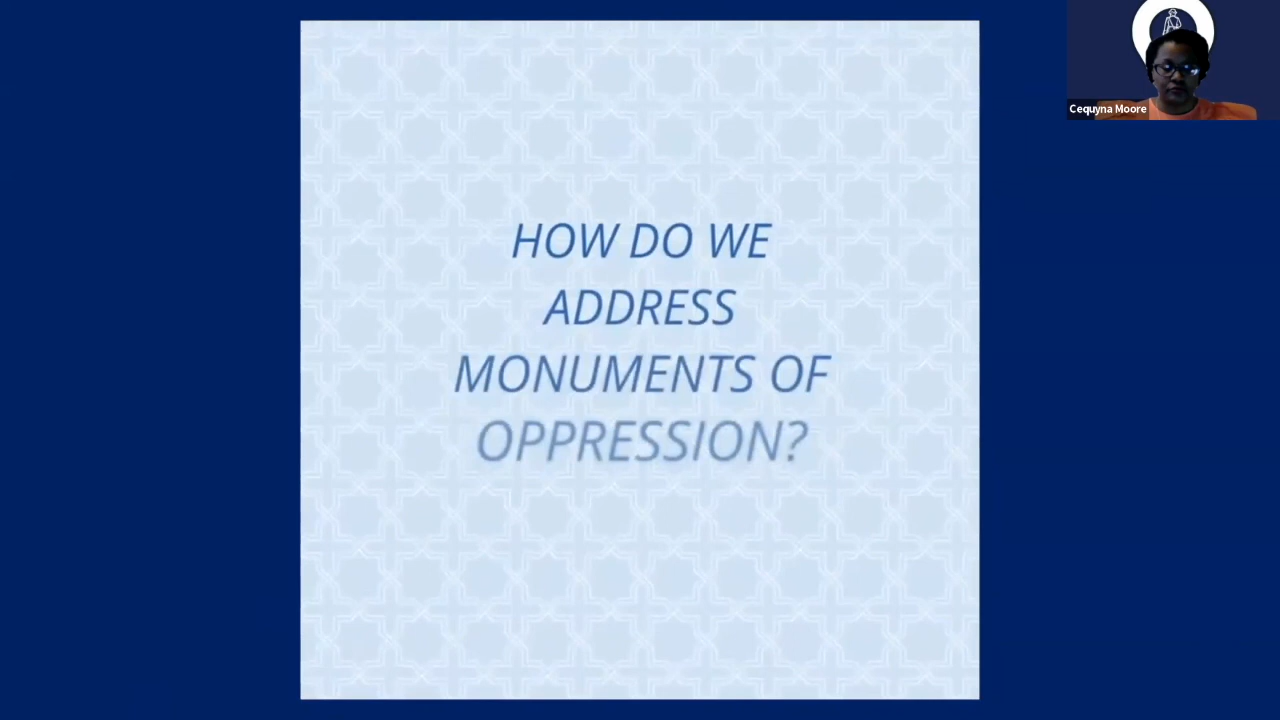 HOW DO WE
ADDRESS
MONUMENTS OF
OPPRESSION?
Cequyna Moore